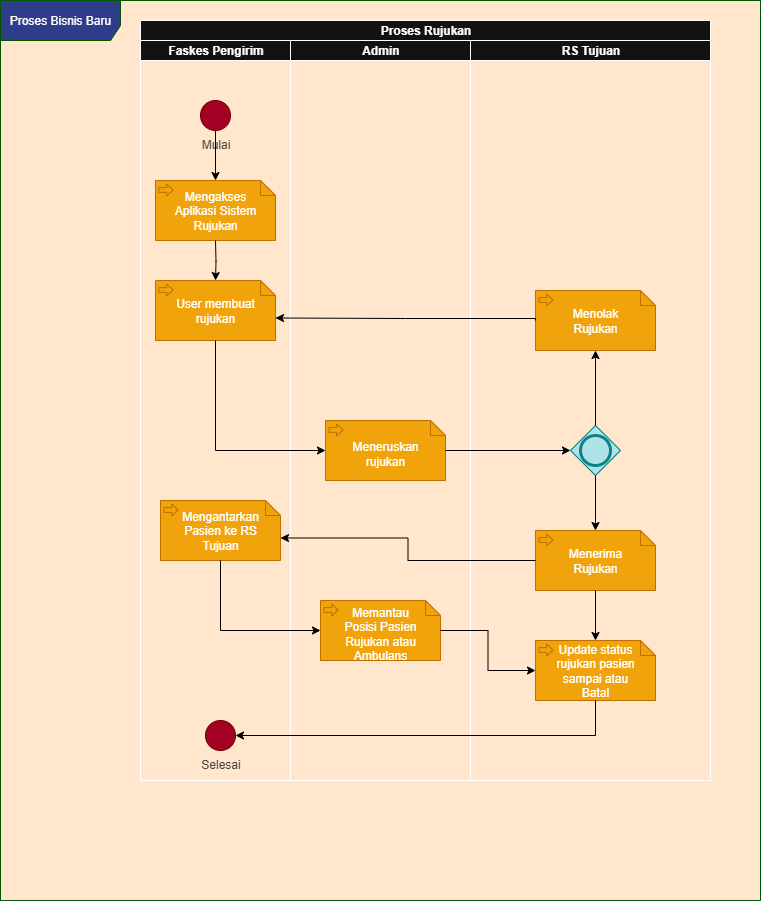 Proses Bisnis Baru
Proses Rujukan
Faskes Pengirim
Admin
RS Tujuan
Mulai
Mengakses
Aplikasi Sistem
Rujukan
User membuat
rujukan
Menolak
Rujukan
Meneruskan
rujukan
Mengantarkan
Pasien ke RS
Tujuan
Menerima
Rujukan
Memantau
Posisi Pasien
Rujukan atau
Ambulans
Update status
rujukan pasien
sampai atau
Batal
Selesai